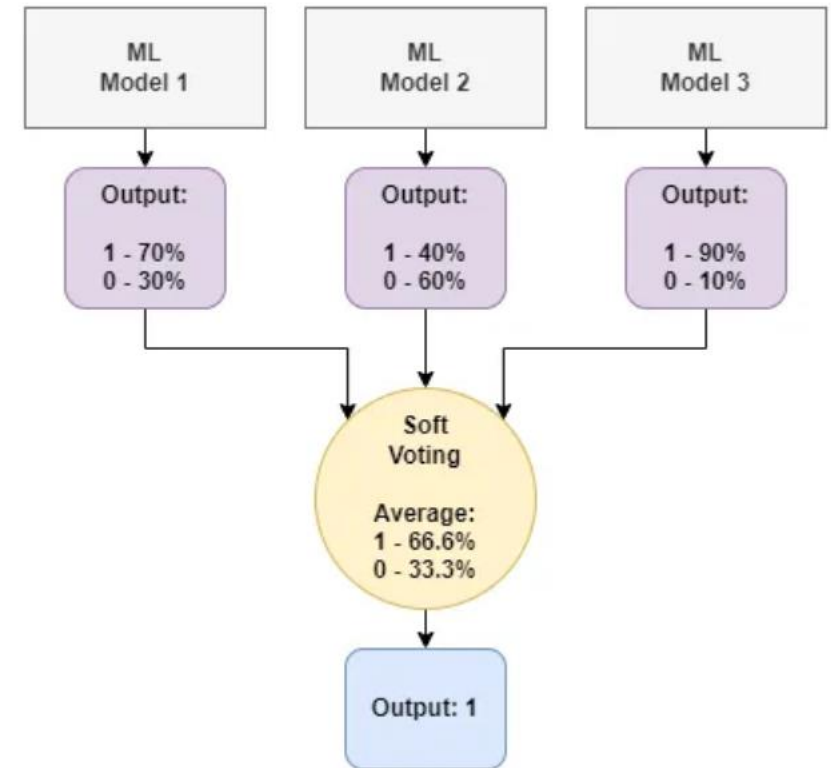 ML
Model 1
ML
Model 2
ML
Model 3
Output:
1 - 70%
0 - 30%
Output:
1 - 40%
0 - 60%
Output:
1 - 90%
0 - 10%
Soft
Voting
Average:
1 - 66.6%
0 - 33.3%
Output: 1